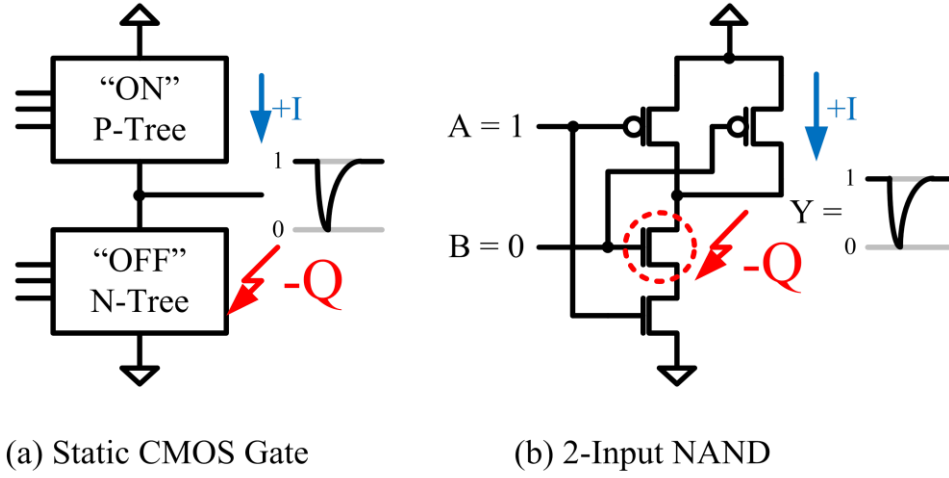 “ON”
P-Tree
+I
1
0
“OFF”
N-Tree
-Q
(a) Static CMOS Gate
A = 1
+I
B = 0
-Q
1
Y =
0
(b) 2-Input NAND